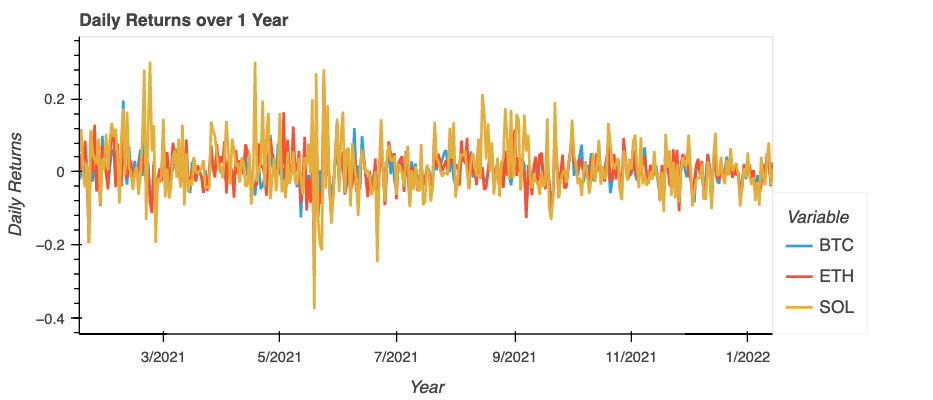 Daily Returns over 1 Year
Daily Returns
0.2
0
−0.2
−0.4
3/2021
5/2021
7/2021
9/2021
11/2021
1/2022
Year
Variable
BTC
ETH
SOL